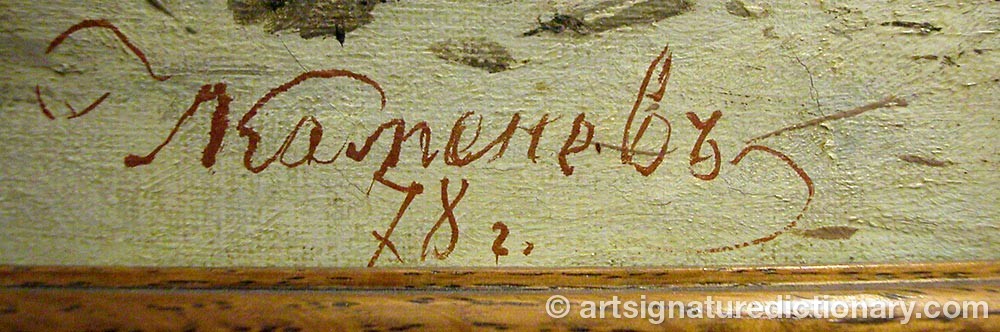 Л Каменевъ
78 г.
© artsignaturedictionary.com